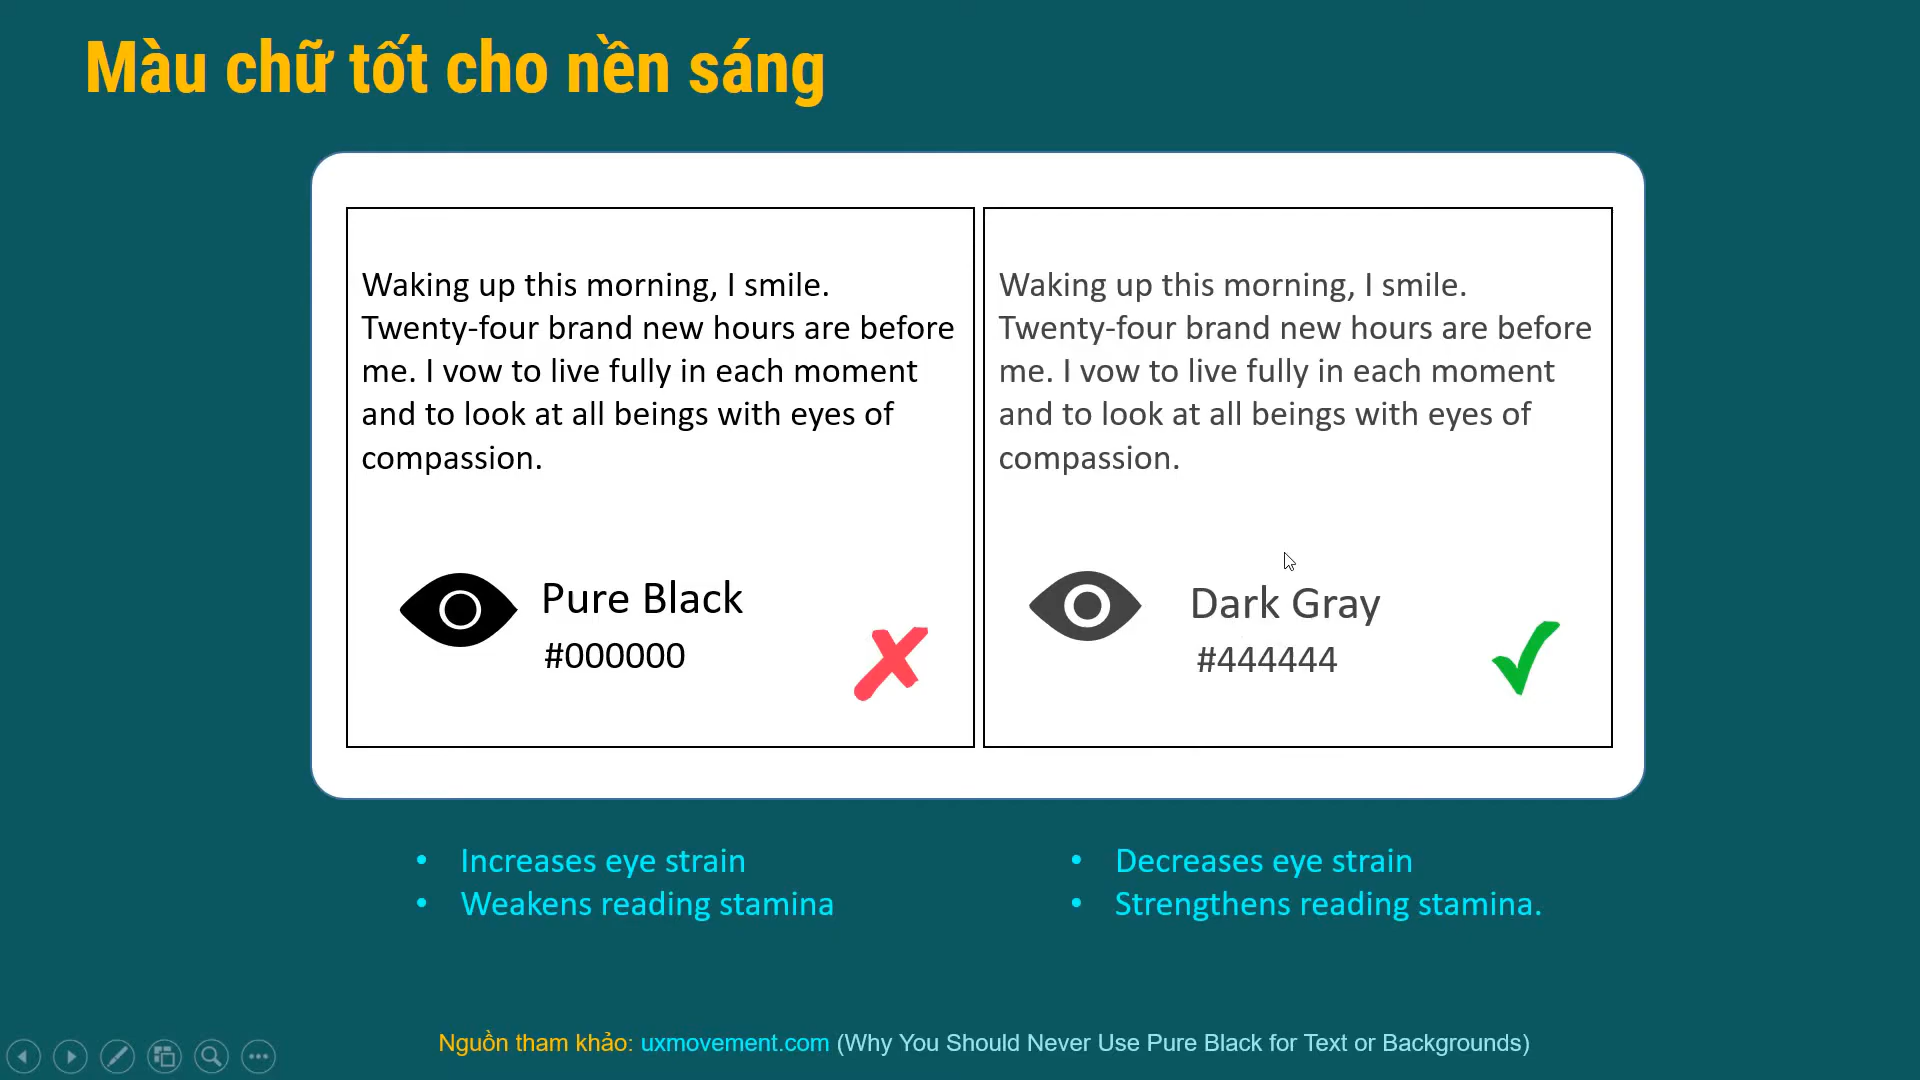 Màu chữ tốt cho nền sáng
Waking up this morning, I smile.
Twenty-four brand new hours are before
me. I vow to live fully in each moment
and to look at all beings with eyes of
compassion.
Pure Black
#000000
Waking up this morning, I smile.
Twenty-four brand new hours are before
me. I vow to live fully in each moment
and to look at all beings with eyes of
compassion.
Dark Gray
#444444
• Increases eye strain
• Weakens reading stamina
• Decreases eye strain
• Strengthens reading stamina.
Nguồn tham khảo: uxmovement.com (Why You Should Never Use Pure Black for Text or Backgrounds)